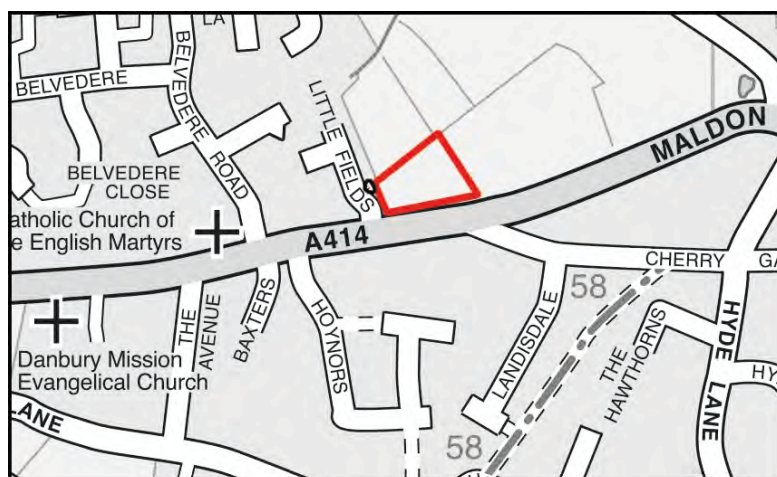 LA
BELVEDERE
BELVEDERE ROAD
LITTLE FIELDS
BELVEDERE
CLOSE
atholic Church of
e English Martyrs
A414
MALDON
CHERRY GA
58
THE
AVENUE
BAXTERS
HOYNORS
LANDISDALE
THE
HAWTHORNS
HYDE LANE
HY
Danbury Mission
Evangelical Church
LANE
58